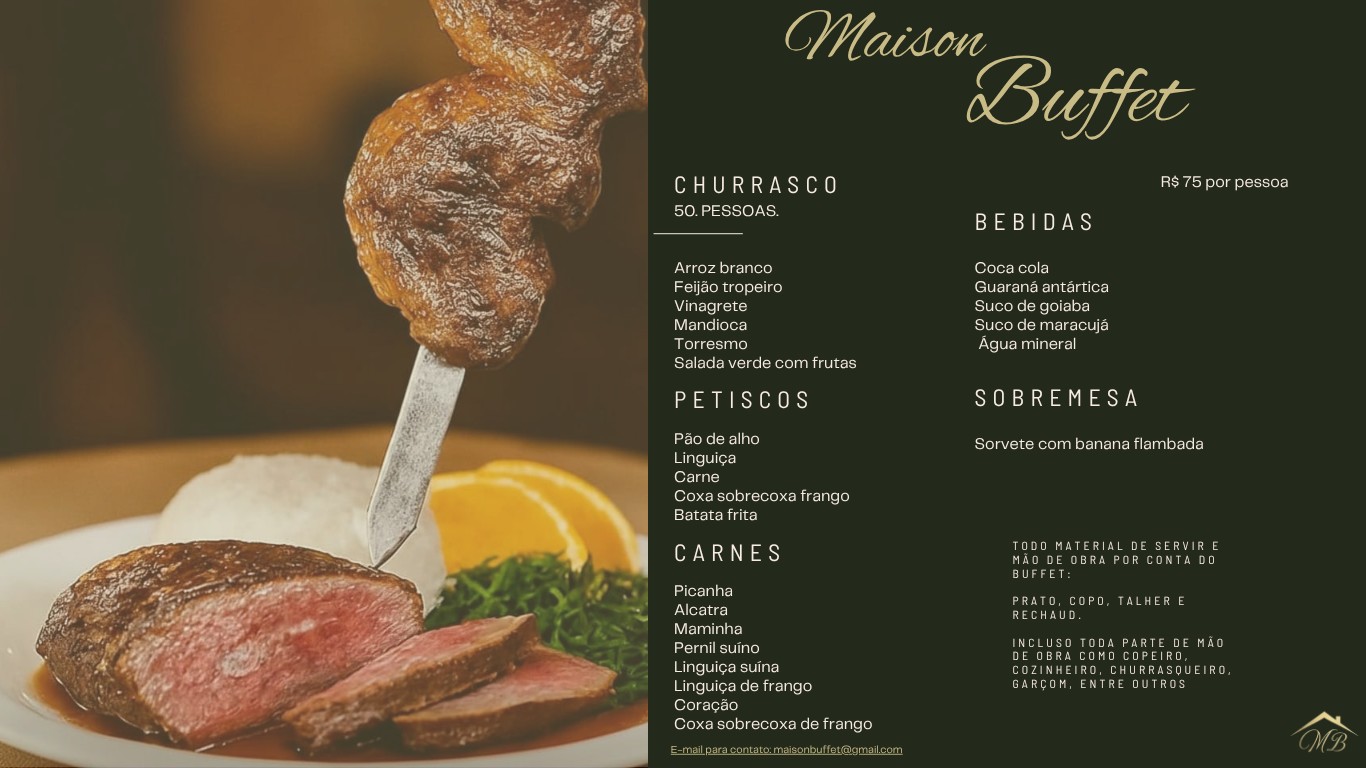 Maison
Buffet
CHURRASCO
50. PESSOAS.
Arroz branco
Feijão tropeiro
Vinagrete
Mandioca
Torresmo
Salada verde com frutas
PETISCOS
Pão de alho
Linguiça
Carne
Coxa sobrecoxa frango
Batata frita
CARNES
Picanha
Alcatra
Maminha
Pernil suíno
Linguiça suína
Linguiça de frango
Coração
Coxa sobrecoxa de frango
E-mail para contato: maisonbuffet@gmail.com
R$ 75 por pessoa
BEBIDAS
Coca cola
Guaraná antártica
Suco de goiaba
Suco de maracujá
Água mineral
SOBREMESA
Sorvete com banana flambada
TODO MATERIAL DE SERVIR E
MÃO DE OBRA POR CONTA DO
BUFFET:
PRATO, COPO, TALHER E
RECHAUD.
INCLUSO TODA PARTE DE MÃO
DE OBRA COMO COPEIRO,
COZINHEIRO, CHURRASQUEIRO,
GARÇOM, ENTRE OUTROS
MB